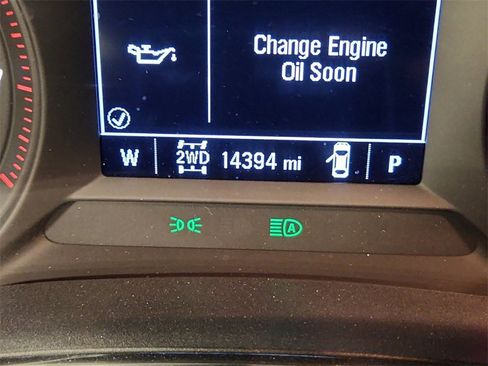 Change Engine
Oil Soon
W 2WD 14394 mi P
A